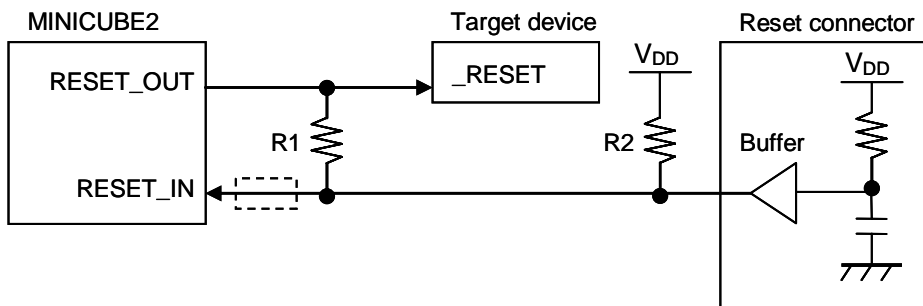 MINICUBE2
Target device
Reset connector
RESET_OUT
_RESET
VDD
VDD
R1
R2
Buffer
RESET_IN